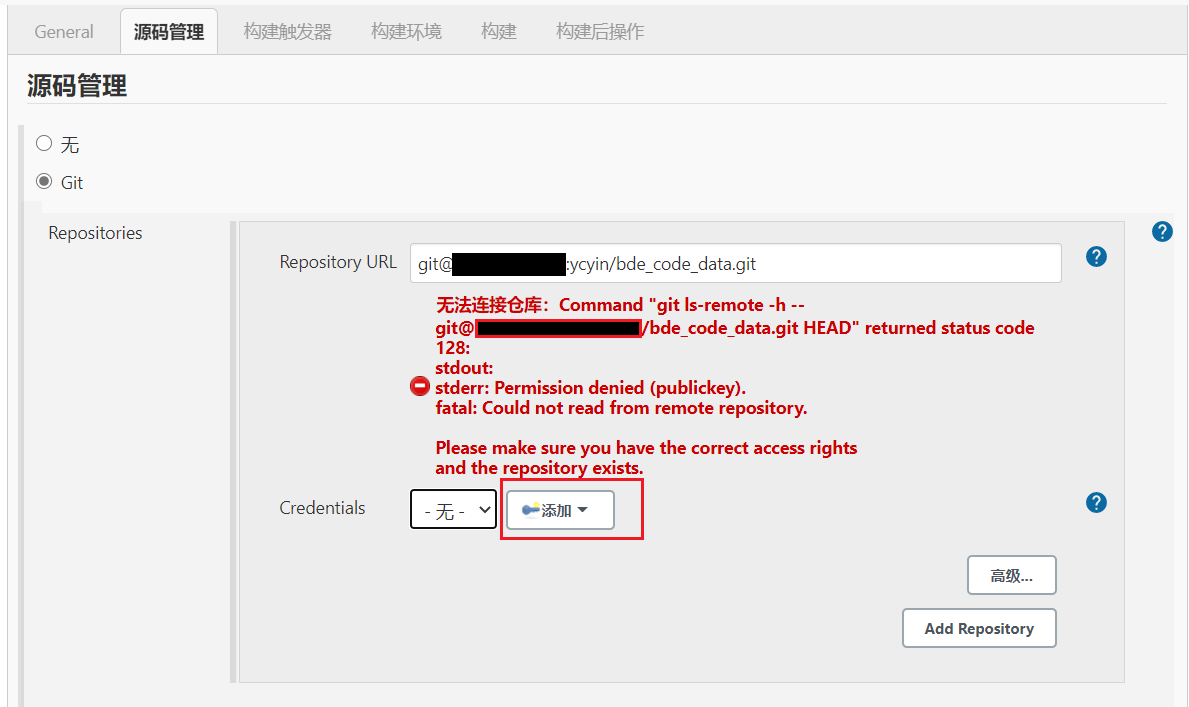 General 源码管理 构建触发器 构建环境 构建 构建后操作
源码管理
无
Git
Repositories
Repository URL git@ :ycyin/bde_code_data.git
无法连接仓库：Command "git ls-remote -h --
git@ /bde_code_data.git HEAD" returned status code
128:
stdout:
stderr: Permission denied (publickey).
fatal: Could not read from remote repository.
Please make sure you have the correct access rights
and the repository exists.
Credentials - 无 - 添加
高级...
Add Repository